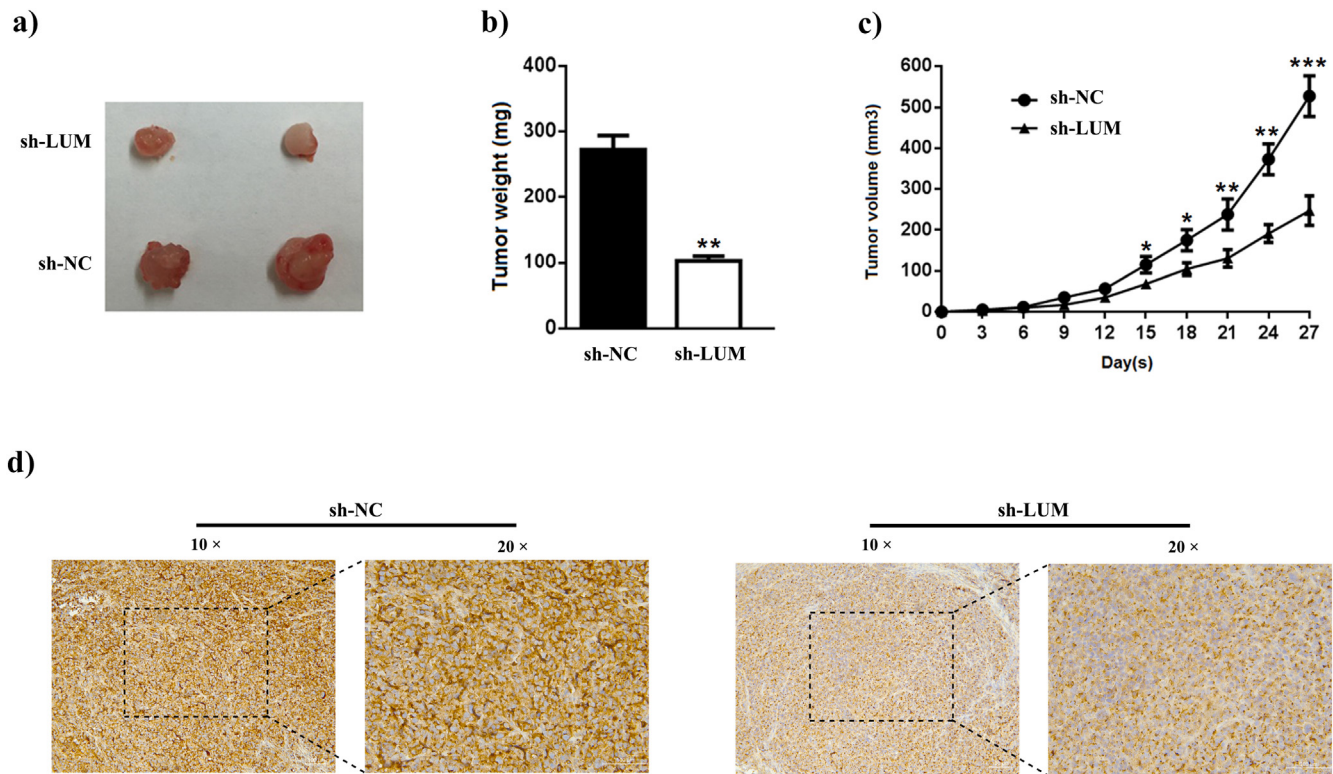 a)
sh-LUM
sh-NC
b)
Tumor weight (mg)
400
300
200
100
0
sh-NC
sh-LUM
**
c)
Tumor volume (mm3)
600
500
400
300
200
100
0
sh-NC
sh-LUM
* * ** ** ***
0 3 6 9 12 15 18 21 24 27
Day(s)
d)
sh-NC
10 × 20 ×
sh-LUM
10 × 20 ×